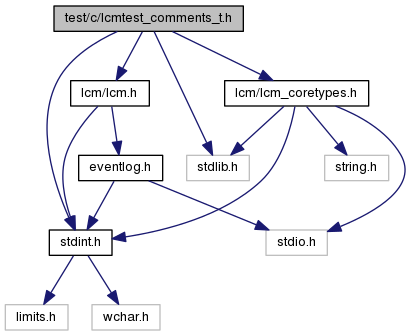 test/c/lcmtest_comments_t.h
lcm/lcm.h
lcm/lcm_coretypes.h
eventlog.h
stdlib.h
string.h
stdint.h
stdio.h
limits.h
wchar.h